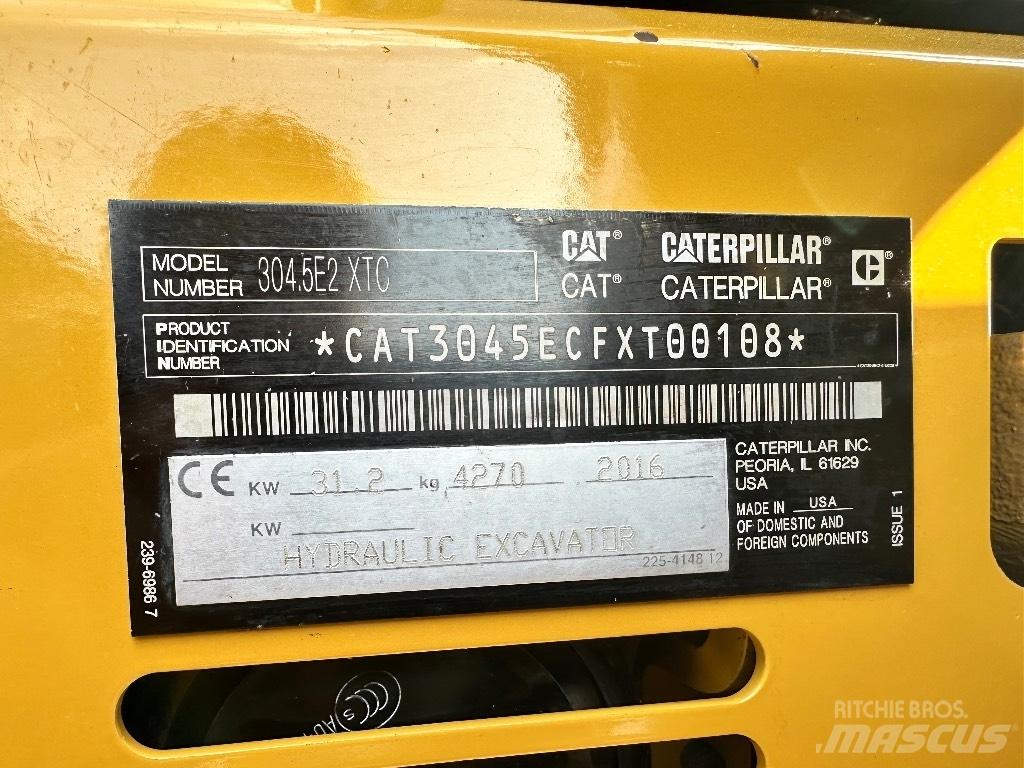 MODEL NUMBER 304.5E2 XTC
CAT® CATERPILLAR®
CAT® CATERPILLAR®
PRODUCT
IDENTIFICATION
NUMBER
*CAT3045ECFXT00108*
CE KW 31.2 kg 4270 2016
KW
HYDRAULIC EXCAVATOR
225-4148 12
CATERPILLAR INC.
PEORIA, IL 61629
USA
MADE IN USA
OF DOMESTIC AND
FOREIGN COMPONENTS
ISSUE 1
239-6986 7
RITCHIE BROS.
MASCUS